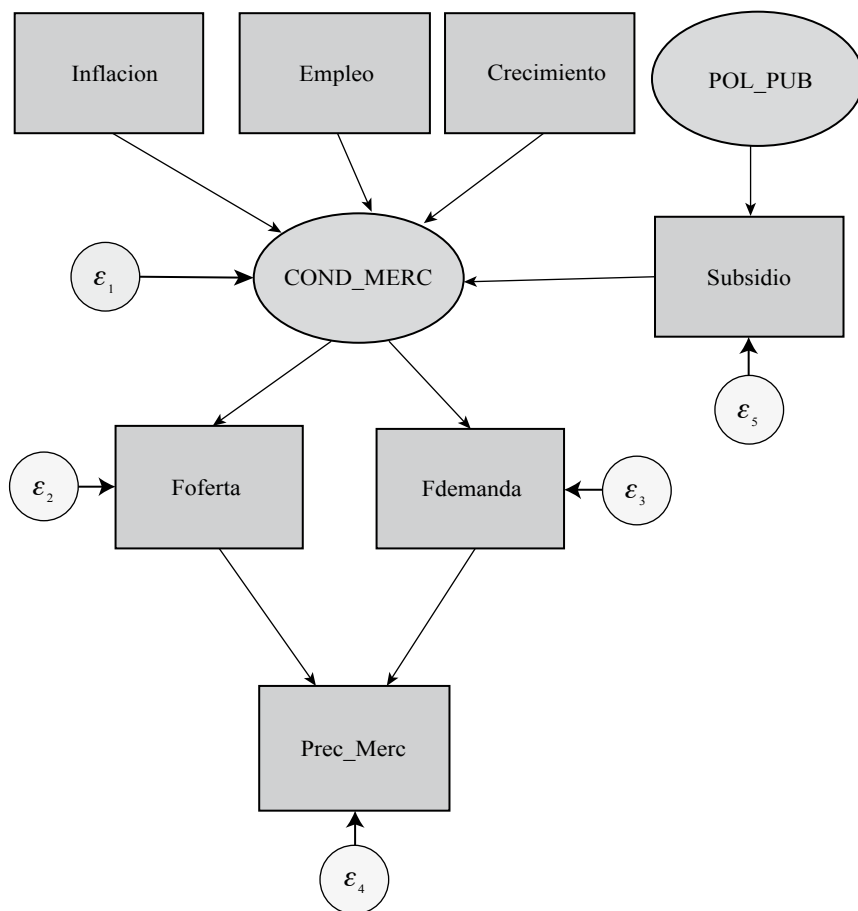 Inflacion
Empleo
Crecimiento
POL_PUB
ε1
COND_MERC
Subsidio
ε5
ε2
Foferta
Fdemanda
ε3
Prec_Merc
ε4